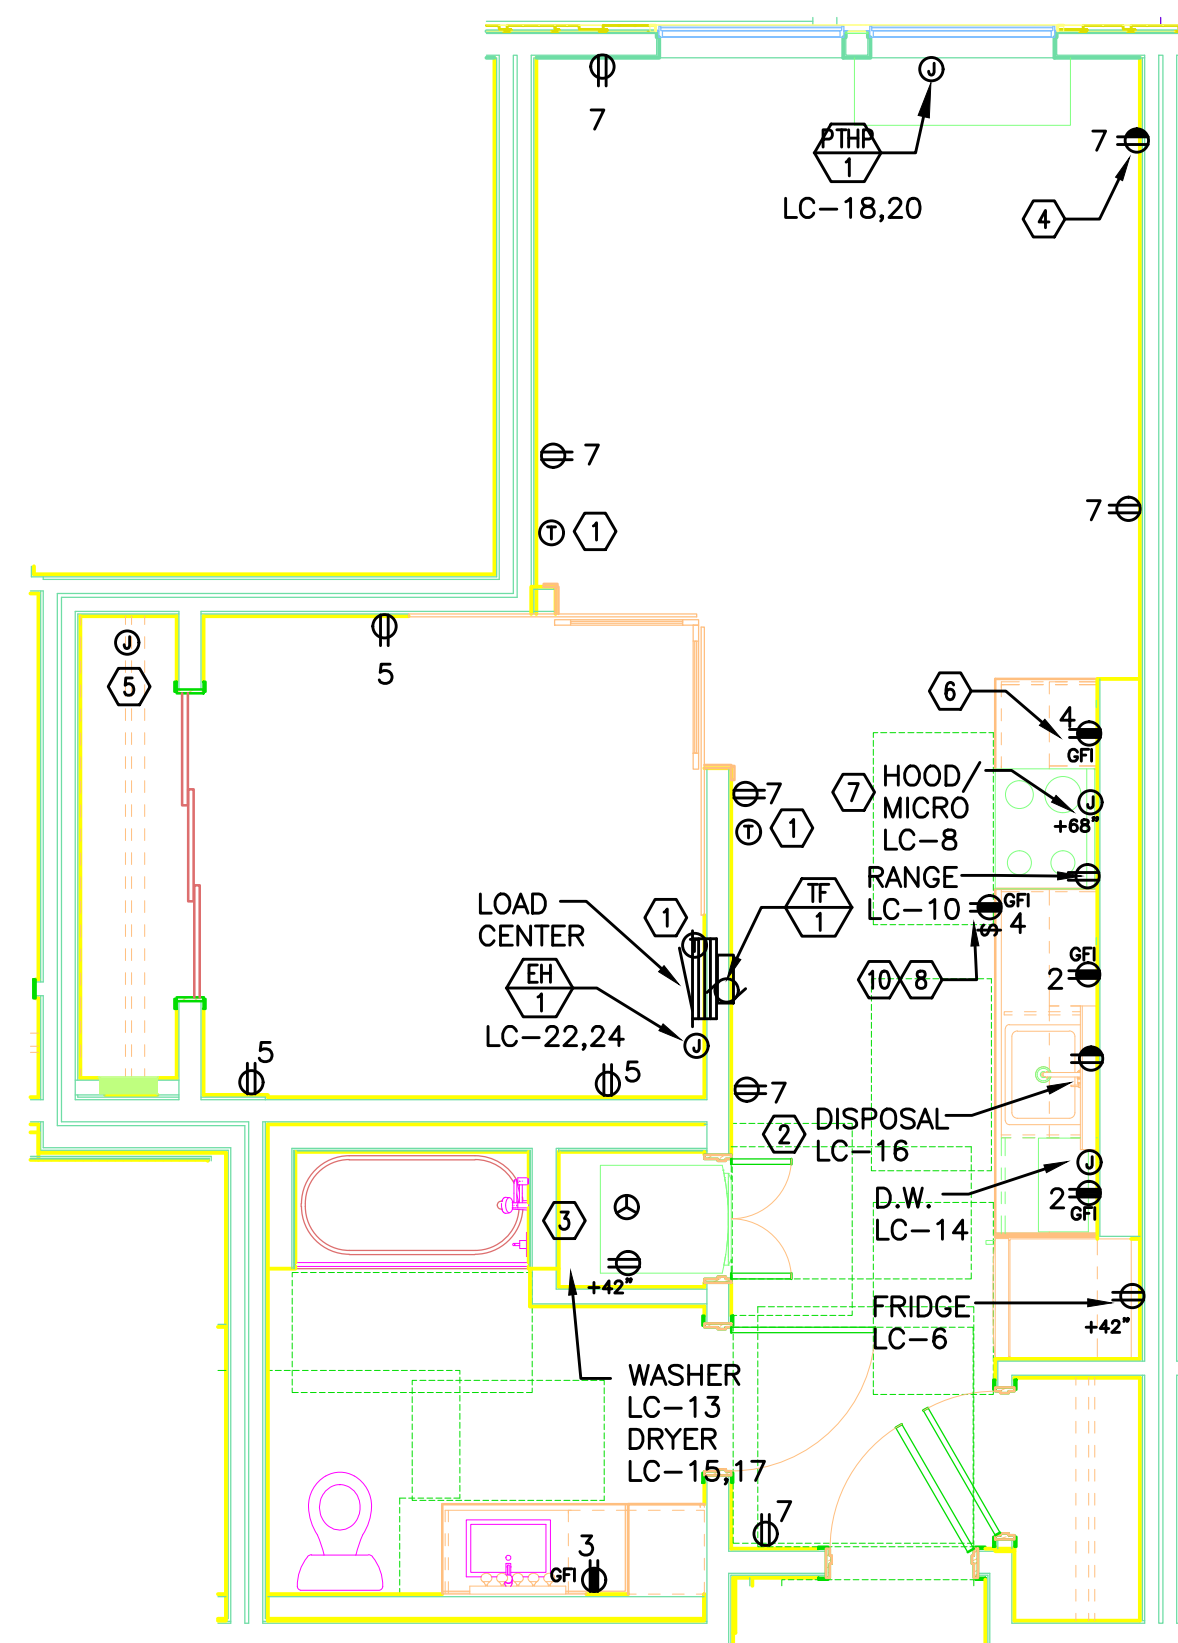 7
J
PTHP
1
LC-18,20
7
4
7
7
T
1
J
5
5
6
4
GFI
7
HOOD/
MICRO
LC-8
J
+68"
7
T
1
RANGE
LC-10
GFI
4
$
LOAD
CENTER
1
T
TF
1
EH
1
LC-22,24
J
10
8
GFI
2
5
5
7
2
DISPOSAL
LC-16
J
D.W.
LC-14
2
GFI
3
+42"
FRIDGE
LC-6
+42"
WASHER
LC-13
DRYER
LC-15,17
7
3
GFI